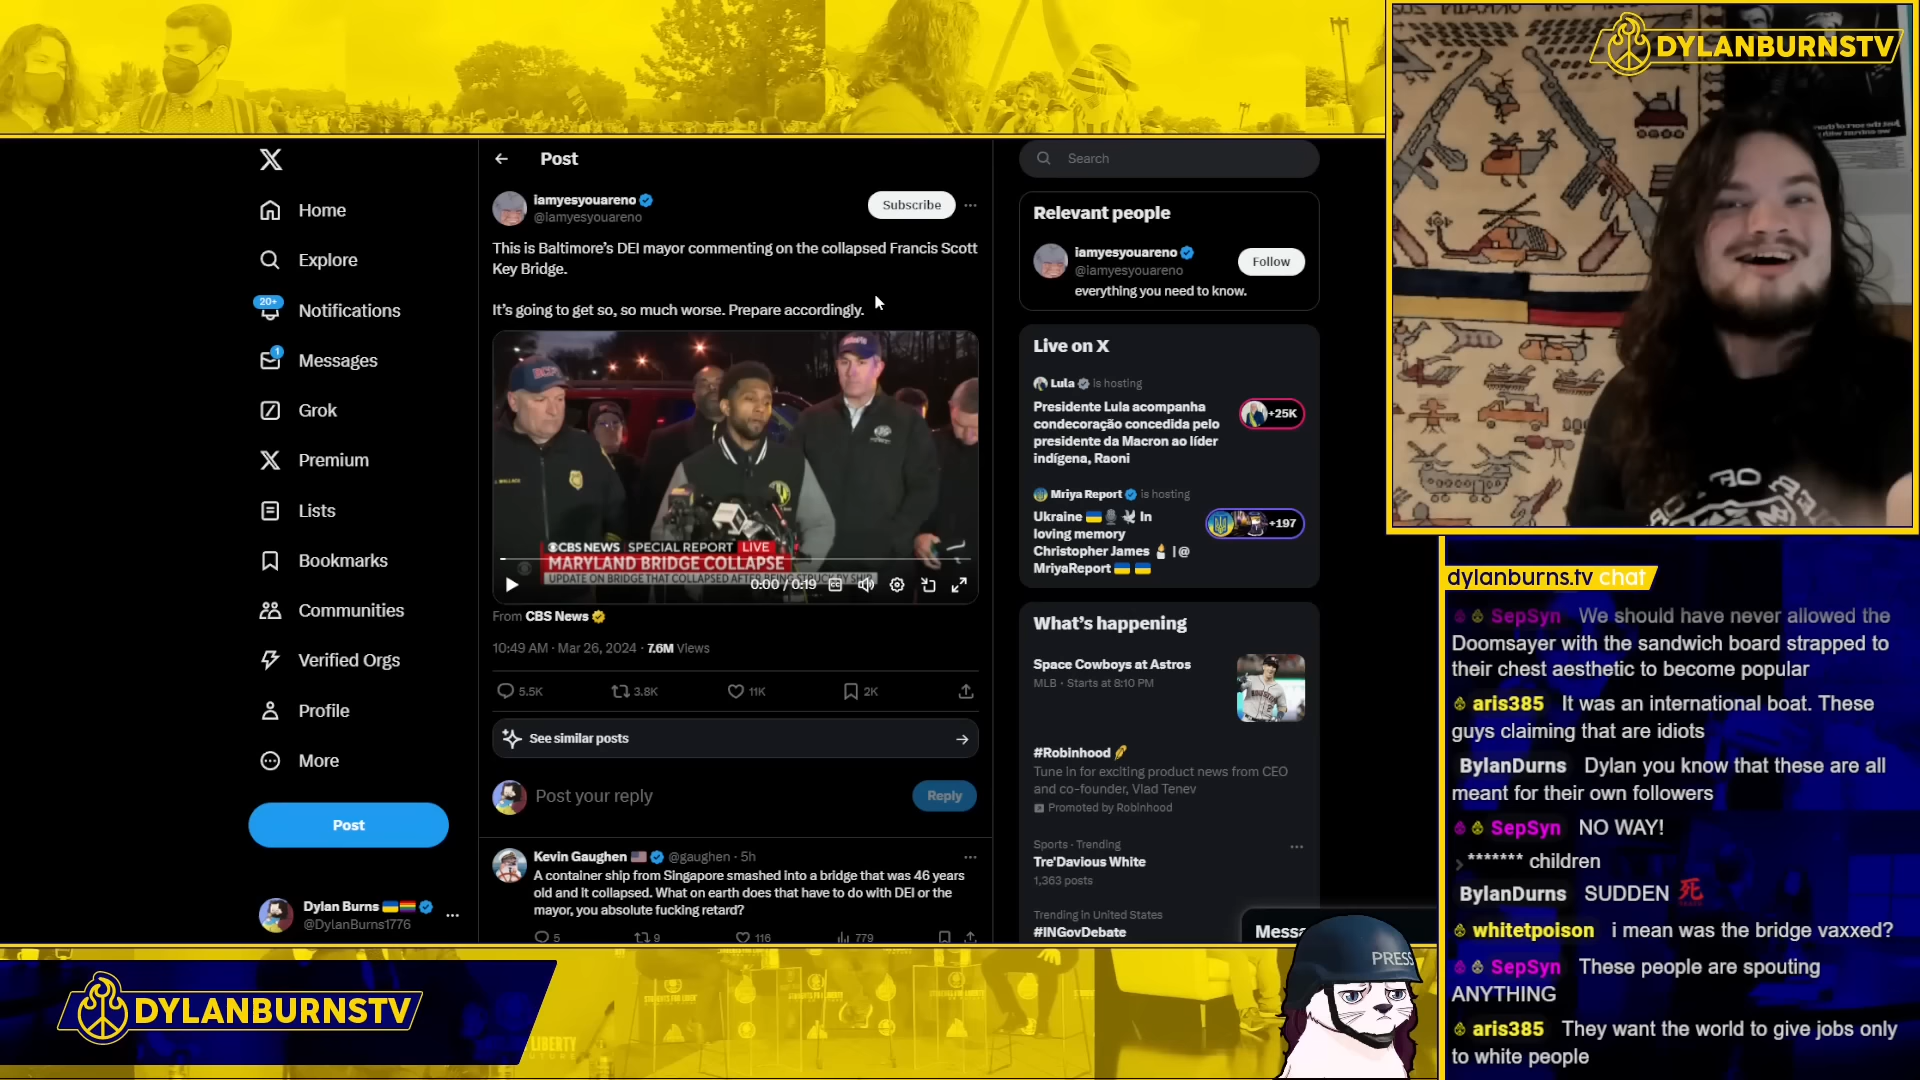 DYLANBURNSTV
Post
Search
Home
Explore
20+
Notifications
1
Messages
Grok
Premium
Lists
Bookmarks
Communities
Verified Orgs
Profile
More
Post
Dylan Burns
@DylanBurns1776
iamyesyouareno
@iamyesyouareno
Subscribe
This is Baltimore's DEI mayor commenting on the collapsed Francis Scott
Key Bridge.
It's going to get so, so much worse. Prepare accordingly.
CBS NEWS SPECIAL REPORT LIVE
MARYLAND BRIDGE COLLAPSE
UPDATE ON BRIDGE THAT COLLAPSED AFTER BEING STRUCK BY SHIP
0:00 / 0:19
From CBS News
10:49 AM · Mar 26, 2024 · 7.6M Views
5.5K 3.8K 11K 2K
See similar posts
Post your reply
Reply
Kevin Gaughen @gaughen · 5h
A container ship from Singapore smashed into a bridge that was 46 years
old and it collapsed. What on earth does that have to do with DEI or the
mayor, you absolute fucking retard?
5 9 116 779
Relevant people
iamyesyouareno
@iamyesyouareno
Follow
everything you need to know.
Live on X
Lula is hosting
Presidente Lula acompanha
condecoração concedida pelo
presidente da Macron ao líder
indígena, Raoni
+25K
Mriya Report is hosting
Ukraine In
loving memory
Christopher James | @
MriyaReport
+197
What's happening
Space Cowboys at Astros
MLB · Starts at 8:10 PM
#Robinhood
Tune in for exciting product news from CEO
and co-founder, Vlad Tenev
Promoted by Robinhood
Sports · Trending
Tre'Davious White
1,363 posts
Trending in United States
#INGovDebate
Messa
PRESS
dylanburns.tv chat
SepSyn We should have never allowed the
Doomsayer with the sandwich board strapped to
their chest aesthetic to become popular
aris385 It was an international boat. These
guys claiming that are idiots
BylanDurns Dylan you know that these are all
meant for their own followers
SepSyn NO WAY!
******* children
BylanDurns SUDDEN 死
whitetpoison i mean was the bridge vaxxed?
SepSyn These people are spouting
ANYTHING
aris385 They want the world to give jobs only
to white people
DYLANBURNSTV